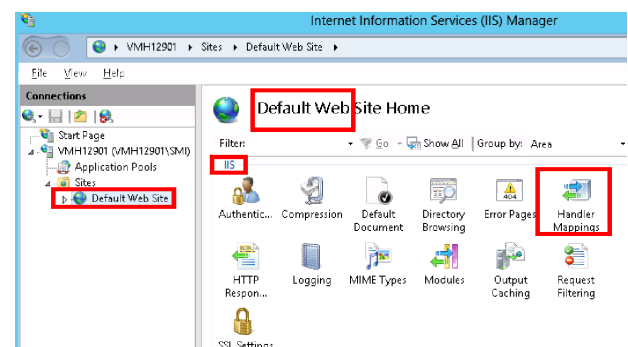 Internet Information Services (IIS) Manager
VMH12901 Sites Default Web Site
File View Help
Connections
Start Page
VMH12901 (VMH12901\SMI)
Application Pools
Sites
Default Web Site
Default Web Site Home
Filter: Go Show All Group by: Area
IIS
Authentic... Compression Default Document Directory Browsing Error Pages Handler Mappings
404
HTTP Respon... Logging MIME Types Modules Output Caching Request Filtering
SSL Settings